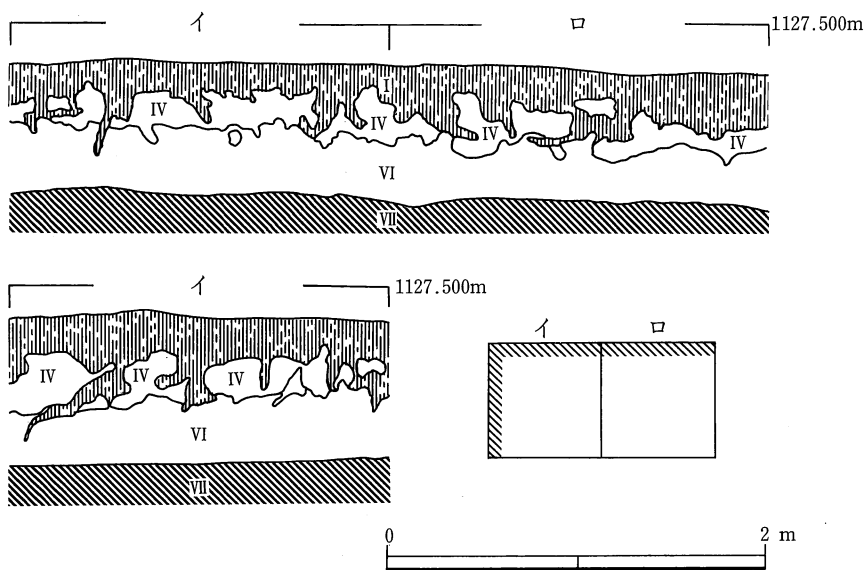 イ ロ 1127.500m
I
IV IV IV IV
VI
VII
イ 1127.500m
IV IV IV
VI
VII
イ ロ
0 2 m